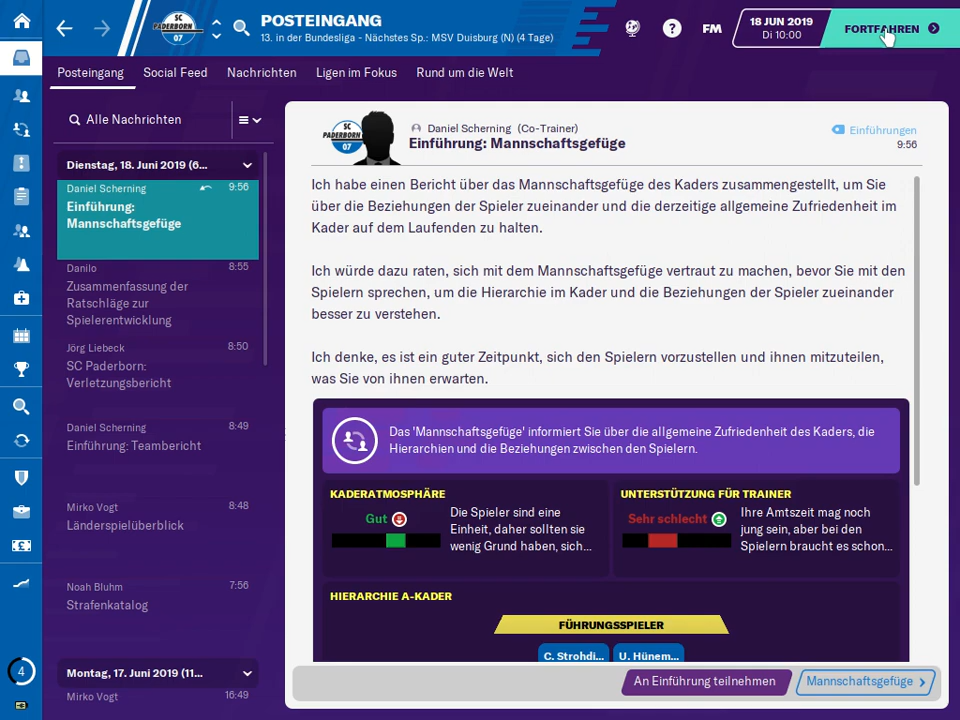 SC
PADERBORN
07
POSTEINGANG
13. in der Bundesliga - Nächstes Sp.: MSV Duisburg (N) (4 Tage)
?
FM
18 JUN 2019
Di 10:00
FORTFAHREN
Posteingang
Social Feed
Nachrichten
Ligen im Fokus
Rund um die Welt
Alle Nachrichten
Dienstag, 18. Juni 2019 (6...
Daniel Scherning
9:56
Einführung:
Mannschaftsgefüge
Danilo
8:55
Zusammenfassung der
Ratschläge zur
Spielerentwicklung
Jörg Liebeck
8:50
SC Paderborn:
Verletzungsbericht
Daniel Scherning
8:49
Einführung: Teambericht
Mirko Vogt
8:48
Länderspielüberblick
Noah Bluhm
7:56
Strafenkatalog
Montag, 17. Juni 2019 (11...
Mirko Vogt
16:49
4
SC
PADERBORN
07
Daniel Scherning (Co-Trainer)
Einführung: Mannschaftsgefüge
Einführungen
9:56
Ich habe einen Bericht über das Mannschaftsgefüge des Kaders zusammengestellt, um Sie
über die Beziehungen der Spieler zueinander und die derzeitige allgemeine Zufriedenheit im
Kader auf dem Laufenden zu halten.
Ich würde dazu raten, sich mit dem Mannschaftsgefüge vertraut zu machen, bevor Sie mit den
Spielern sprechen, um die Hierarchie im Kader und die Beziehungen der Spieler zueinander
besser zu verstehen.
Ich denke, es ist ein guter Zeitpunkt, sich den Spielern vorzustellen und ihnen mitzuteilen,
was Sie von ihnen erwarten.
Das 'Mannschaftsgefüge' informiert Sie über die allgemeine Zufriedenheit des Kaders, die
Hierarchien und die Beziehungen zwischen den Spielern.
KADERATMOSPHÄRE
Gut
Die Spieler sind eine
Einheit, daher sollten sie
wenig Grund haben, sich...
UNTERSTÜTZUNG FÜR TRAINER
Sehr schlecht
Ihre Amtszeit mag noch
jung sein, aber bei den
Spielern braucht es schon...
HIERARCHIE A-KADER
FÜHRUNGSSPIELER
C. Strohdi...
U. Hünem...
An Einführung teilnehmen
Mannschaftsgefüge